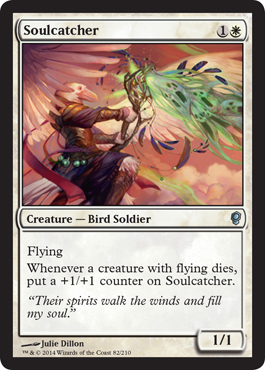 Soulcatcher 1
Creature — Bird Soldier
Flying
Whenever a creature with flying dies,
put a +1/+1 counter on Soulcatcher.
“Their spirits walk the winds and fill
my soul.”
1/1
Julie Dillon
™ & © 2014 Wizards of the Coast 82/210